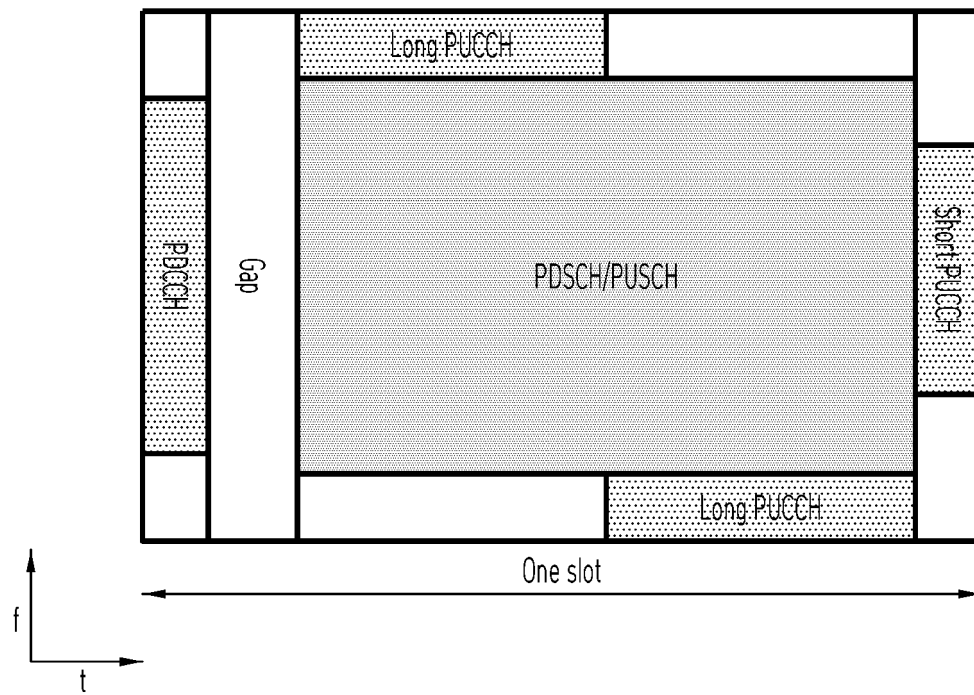 Long PUCCH
PDCCH
Gap
PDSCH/PUSCH
Short PUCCH
Long PUCCH
One slot
f
t